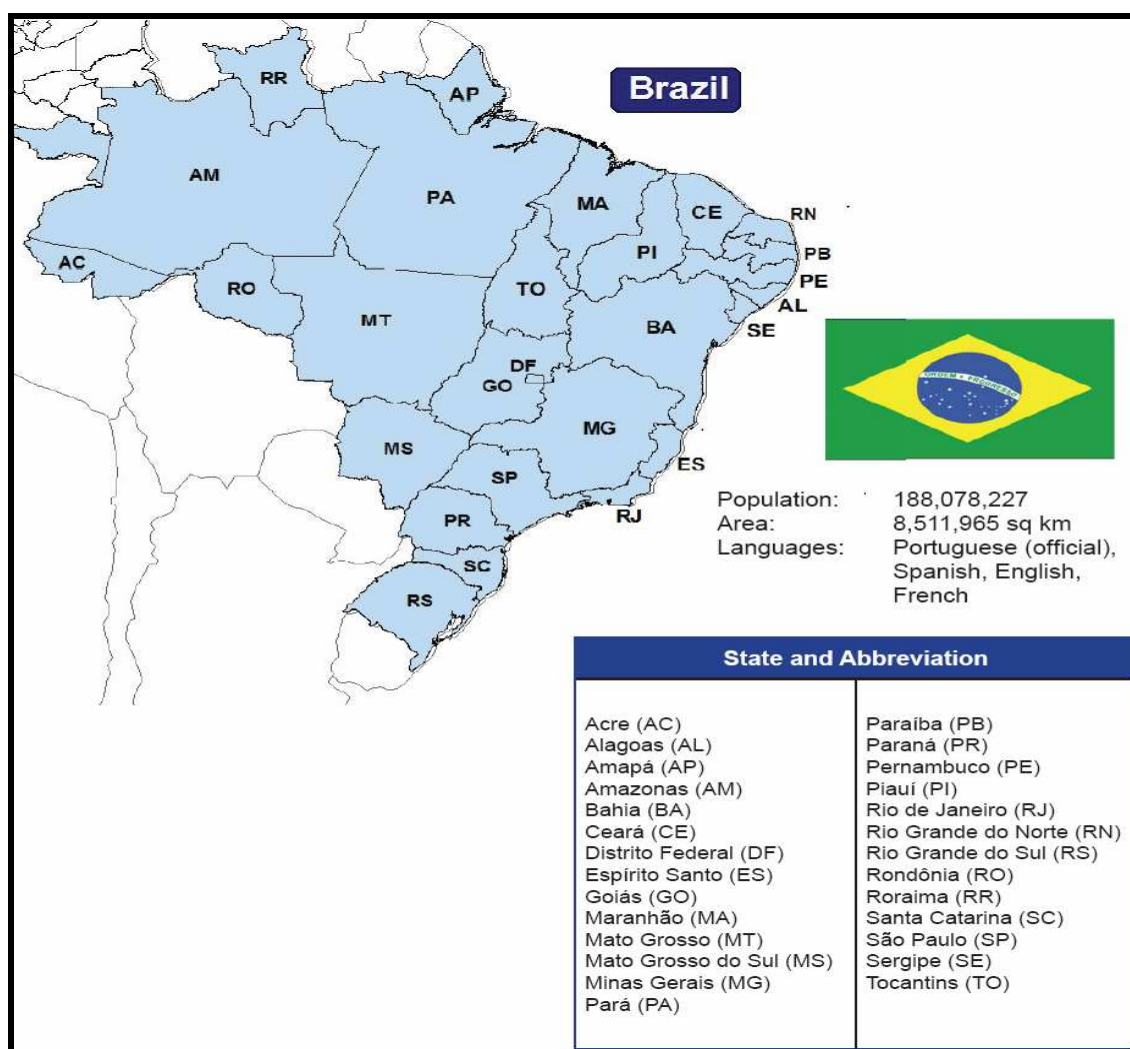 Brazil
RR
AP
AM
PA
MA
CE
RN
PI
PB
AC
RO
TO
PE
MT
BA
AL
SE
DF
GO
ORDEM PROGRESSO
MG
MS
ES
SP
RJ
PR
SC
RS
Population: 188,078,227
Area: 8,511,965 sq km
Languages: Portuguese (official),
Spanish, English,
French
State and Abbreviation
Acre (AC)
Alagoas (AL)
Amapá (AP)
Amazonas (AM)
Bahia (BA)
Ceará (CE)
Distrito Federal (DF)
Espírito Santo (ES)
Goiás (GO)
Maranhão (MA)
Mato Grosso (MT)
Mato Grosso do Sul (MS)
Minas Gerais (MG)
Pará (PA)
Paraíba (PB)
Paraná (PR)
Pernambuco (PE)
Piauí (PI)
Rio de Janeiro (RJ)
Rio Grande do Norte (RN)
Rio Grande do Sul (RS)
Rondônia (RO)
Roraima (RR)
Santa Catarina (SC)
São Paulo (SP)
Sergipe (SE)
Tocantins (TO)